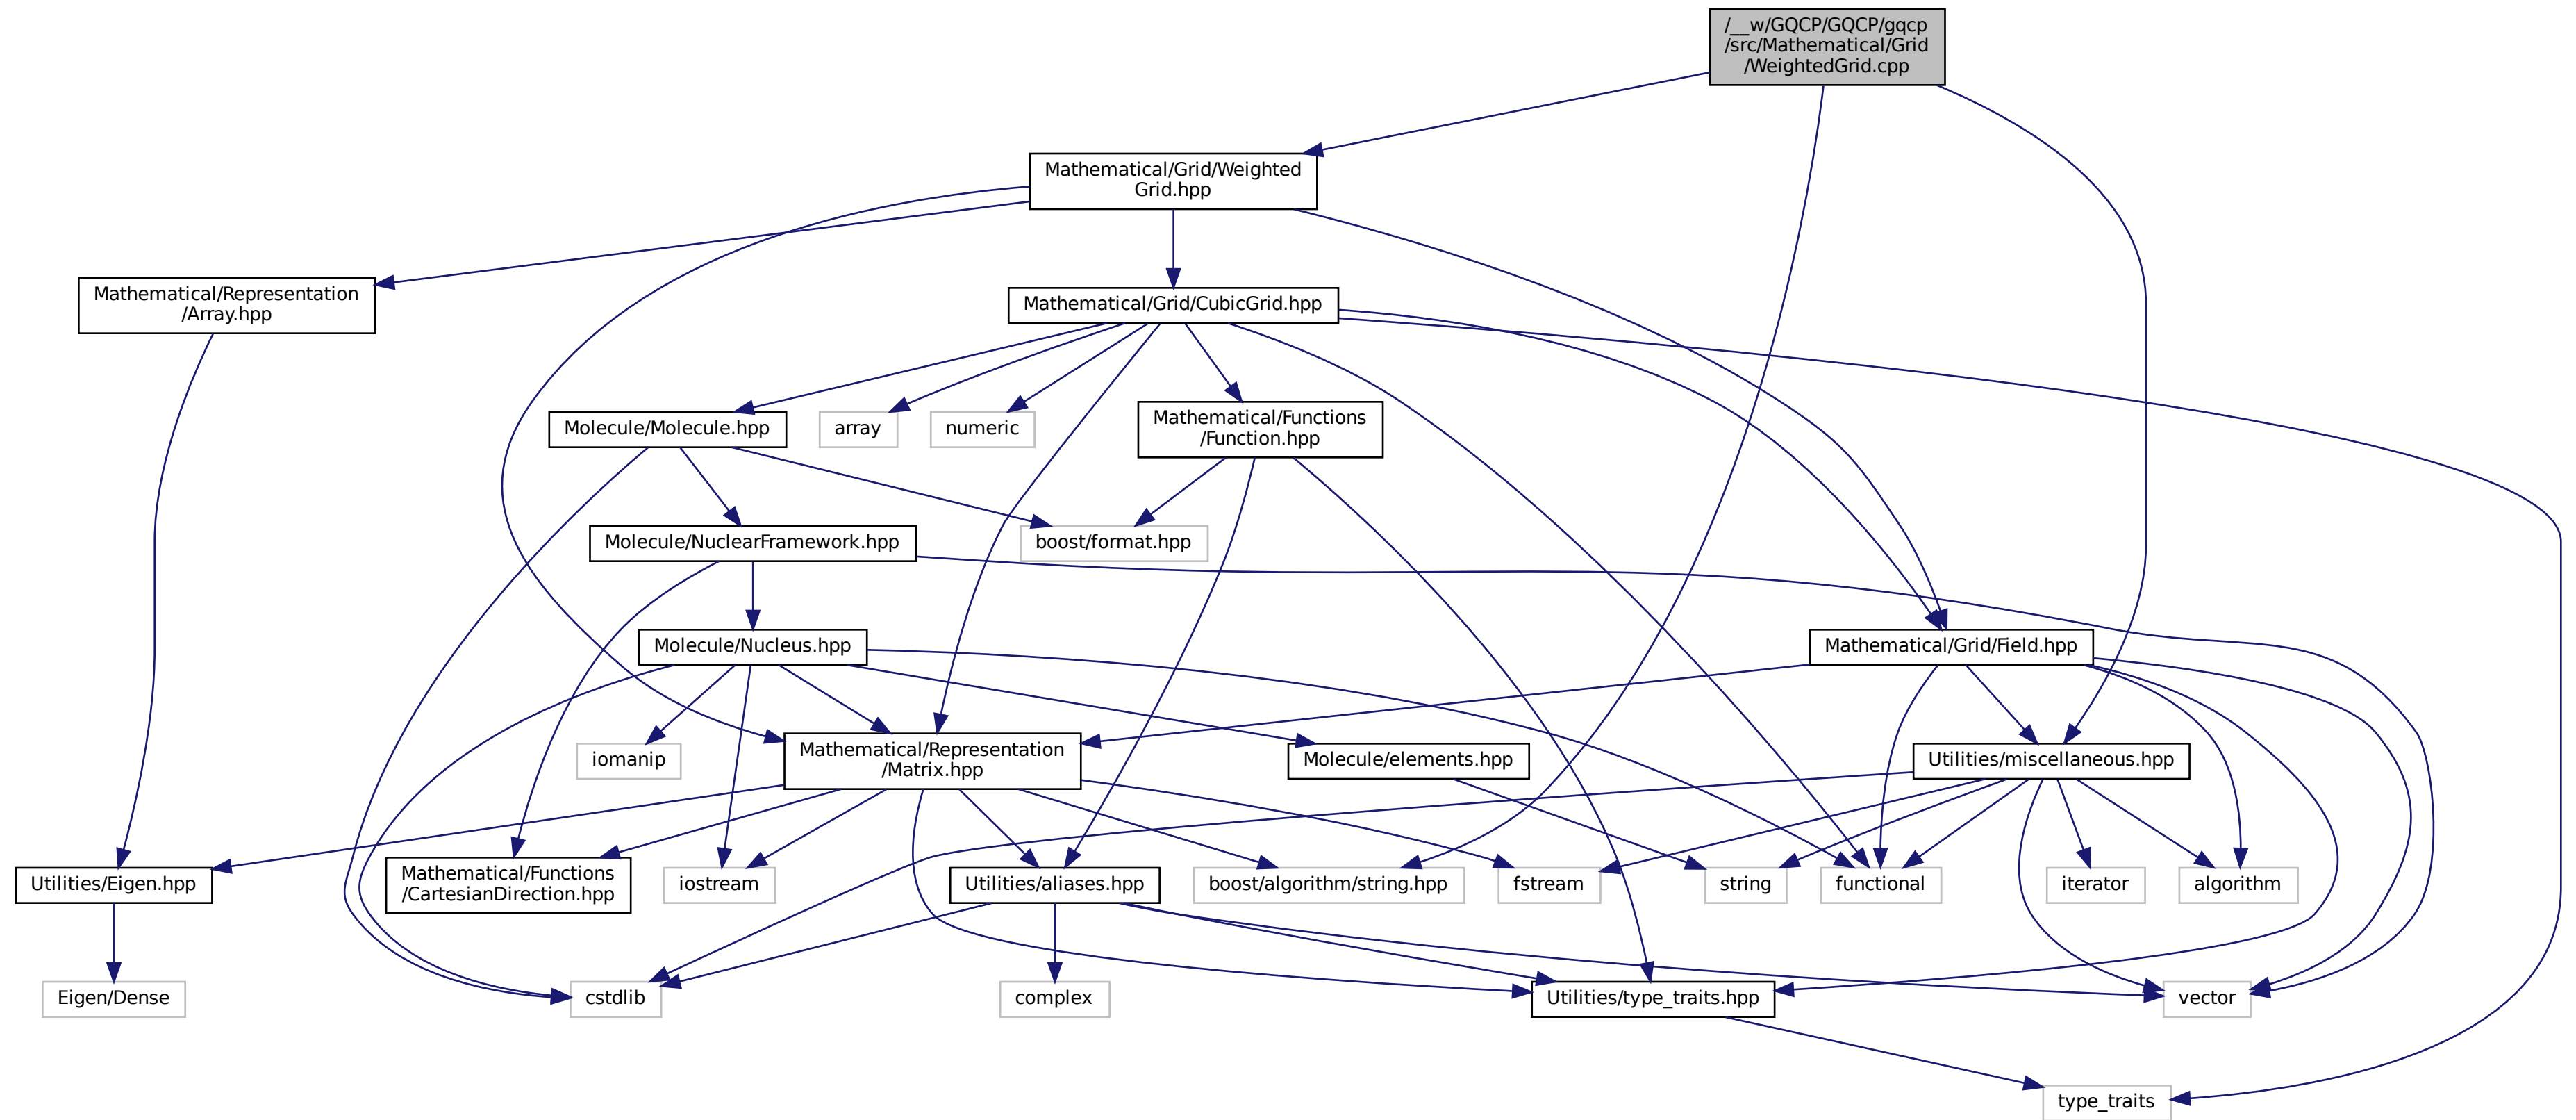 /__w/GQCP/GQCP/gqcp
/src/Mathematical/Grid
/WeightedGrid.cpp
Mathematical/Grid/Weighted
Grid.hpp
Mathematical/Representation
/Array.hpp
Mathematical/Grid/CubicGrid.hpp
Molecule/Molecule.hpp
array
numeric
Mathematical/Functions
/Function.hpp
Molecule/NuclearFramework.hpp
boost/format.hpp
Molecule/Nucleus.hpp
Mathematical/Grid/Field.hpp
iomanip
Mathematical/Representation
/Matrix.hpp
Molecule/elements.hpp
Utilities/miscellaneous.hpp
Utilities/Eigen.hpp
Mathematical/Functions
/CartesianDirection.hpp
iostream
Utilities/aliases.hpp
boost/algorithm/string.hpp
fstream
string
functional
iterator
algorithm
Eigen/Dense
cstdlib
complex
Utilities/type_traits.hpp
vector
type_traits